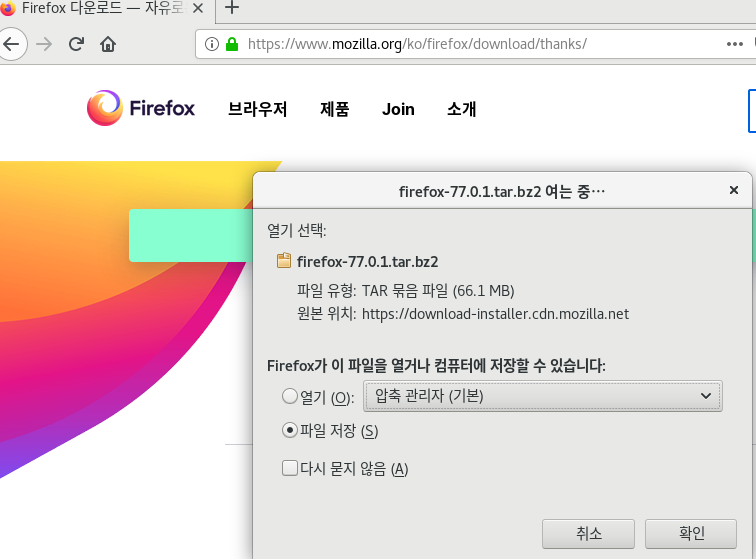 Firefox 다운로드 — 자유로
https://www.mozilla.org/ko/firefox/download/thanks/
Firefox 브라우저 제품 Join 소개
firefox-77.0.1.tar.bz2 여는 중…
열기 선택:
firefox-77.0.1.tar.bz2
파일 유형: TAR 묶음 파일 (66.1 MB)
원본 위치: https://download-installer.cdn.mozilla.net
Firefox가 이 파일을 열거나 컴퓨터에 저장할 수 있습니다:
열기 (O): 압축 관리자 (기본)
파일 저장 (S)
다시 묻지 않음 (A)
취소 확인